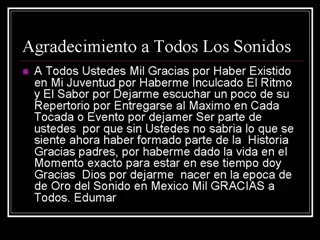 Agradecimiento a Todos Los Sonidos
A Todos Ustedes Mil Gracias por Haber Existido
en Mi Juventud por Haberme Inculcado El Ritmo
y El Sabor por Dejarme escuchar un poco de su
Repertorio por Entregarse al Maximo en Cada
Tocada o Evento por dejamer Ser parte de
ustedes por que sin Ustedes no sabria lo que se
siente ahora haber formado parte de la Historia
Gracias padres, por haberme dado la vida en el
Momento exacto para estar en ese tiempo doy
Gracias Dios por dejarme nacer en la epoca de
de Oro del Sonido en Mexico Mil GRACIAS a
Todos. Edumar